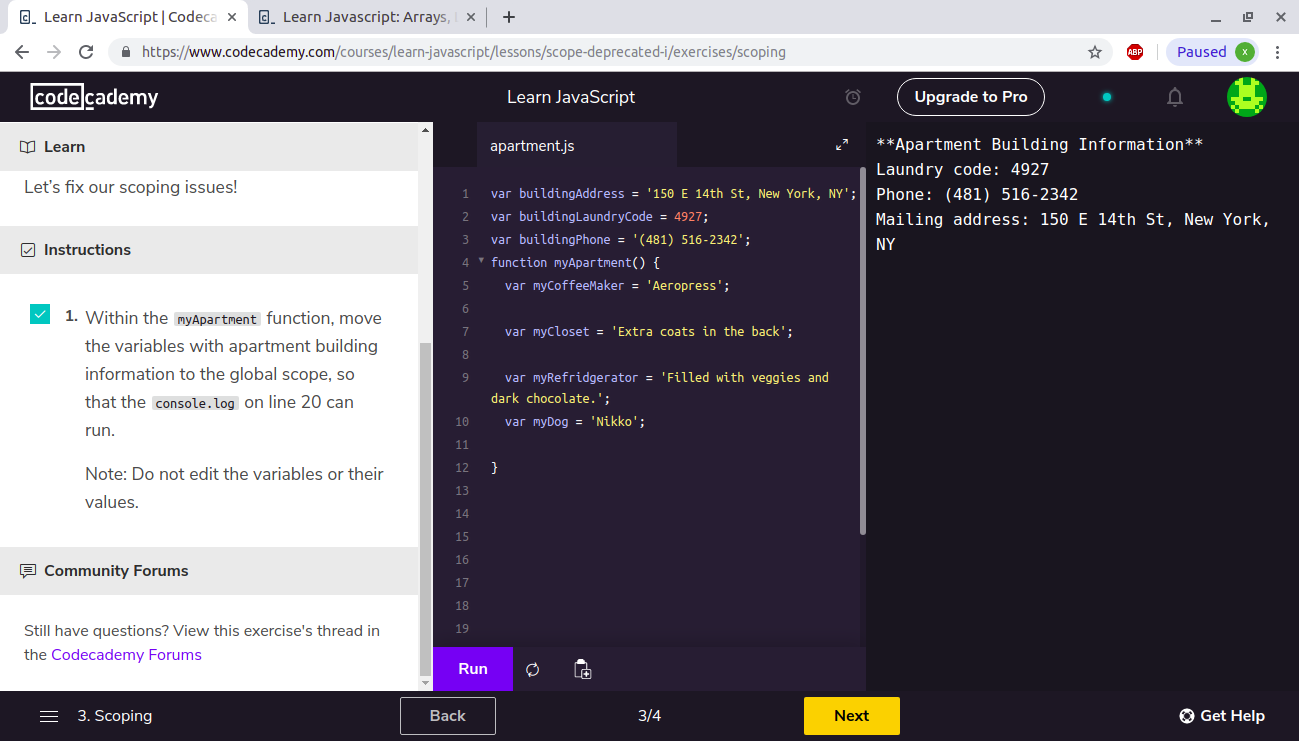 Learn JavaScript | Codeca
Learn Javascript: Arrays,
https://www.codecademy.com/courses/learn-javascript/lessons/scope-deprecated-i/exercises/scoping
ABP
Paused
x
codecademy
Learn JavaScript
Upgrade to Pro
Learn
Let's fix our scoping issues!
Instructions
1. Within the myApartment function, move
the variables with apartment building
information to the global scope, so
that the console.log on line 20 can
run.
Note: Do not edit the variables or their
values.
Community Forums
Still have questions? View this exercise's thread in
the Codecademy Forums
apartment.js
1 var buildingAddress = '150 E 14th St, New York, NY';
2 var buildingLaundryCode = 4927;
3 var buildingPhone = '(481) 516-2342';
4 function myApartment() {
5 var myCoffeeMaker = 'Aeropress';
6
7 var myCloset = 'Extra coats in the back';
8
9 var myRefridgerator = 'Filled with veggies and
dark chocolate.';
10 var myDog = 'Nikko';
11
12 }
13
14
15
16
17
18
19
Run
**Apartment Building Information**
Laundry code: 4927
Phone: (481) 516-2342
Mailing address: 150 E 14th St, New York,
NY
3. Scoping
Back
3/4
Next
Get Help